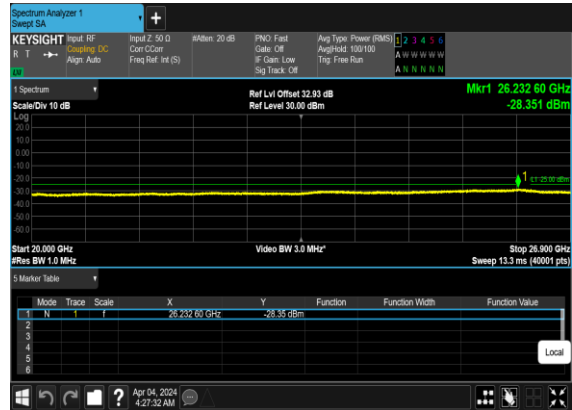 Spectrum Analyzer 1
Swept SA
+
KEYSIGHT Input: RF Input Z: 50 Ω #Atten: 20 dB PNO: Fast Avg Type: Power (RMS) 1 2 3 4 5 6
R T Coupling: DC Corr CCorr Gate: Off Avg|Hold: 100/100 A W W W W W
Align: Auto Freq Ref: Int (S) IF Gain: Low Trig: Free Run
Sig Track: Off A N N N N N
1 Spectrum Ref Lvl Offset 32.93 dB Mkr1 26.232 60 GHz
Scale/Div 10 dB Ref Level 30.00 dBm -28.351 dBm
Log
20.0
10.0
0.00
-10.0
-20.0 1
DL1 -25.00 dBm
-30.0
-40.0
-50.0
-60.0
Start 20.000 GHz Video BW 3.0 MHz* Stop 26.900 GHz
#Res BW 1.0 MHz Sweep 13.3 ms (40001 pts)
5 Marker Table
Mode Trace Scale X Y Function Function Width Function Value
1 N 1 f 26.232 60 GHz -28.35 dBm
2
3
4
5
6
Local
? Apr 04, 2024
4:27:32 AM